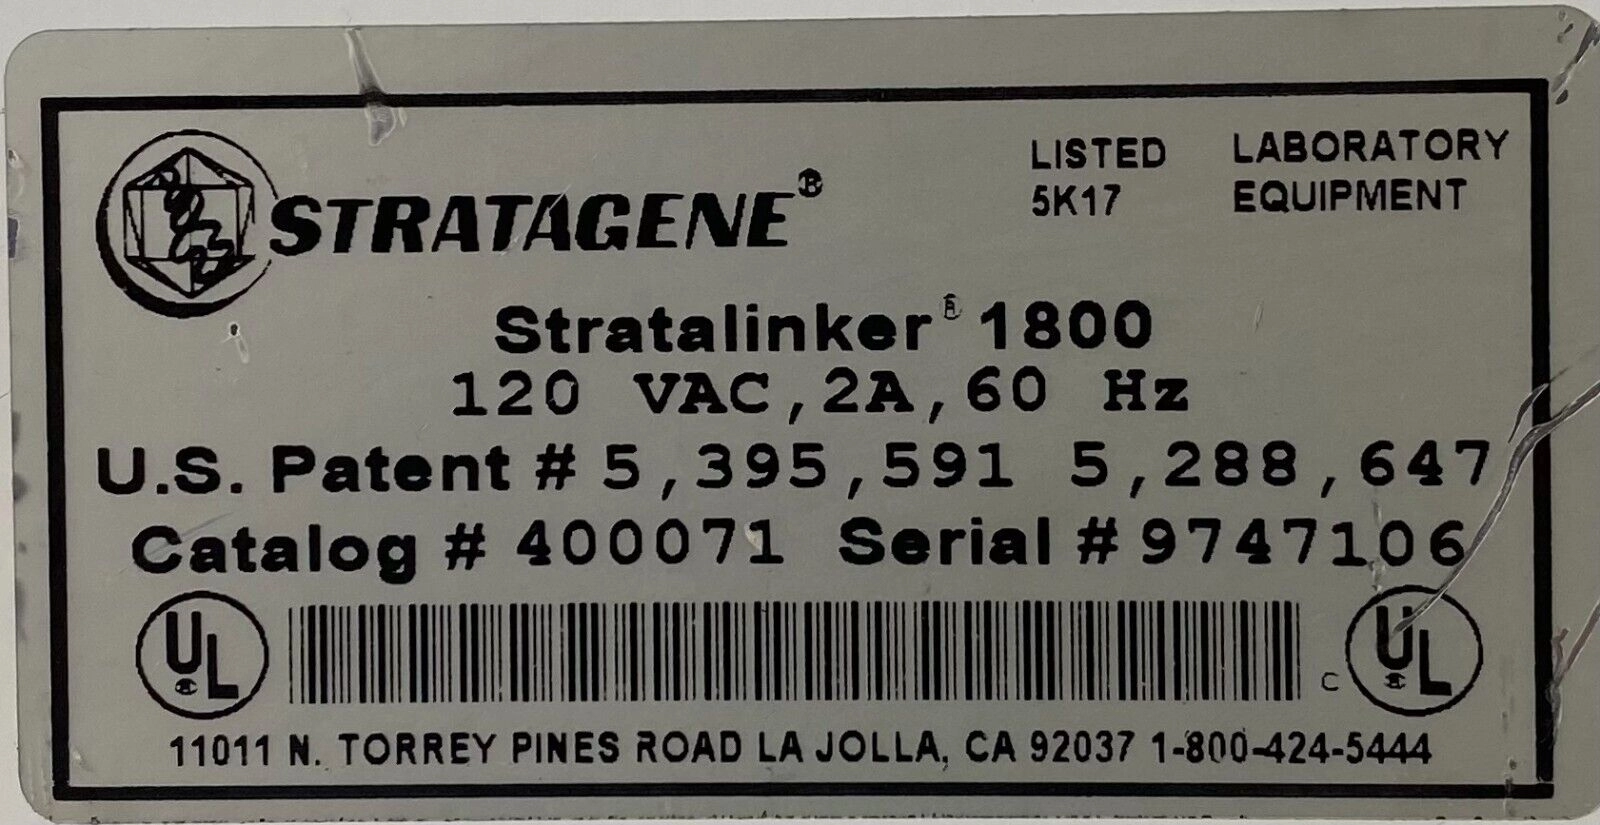 STRATAGENE®
LISTED
5K17
LABORATORY
EQUIPMENT
Stratalinker® 1800
120 VAC,2A,60 Hz
U.S. Patent # 5,395,591 5,288,647
Catalog # 400071 Serial # 9747106
UL
C UL
11011 N. TORREY PINES ROAD LA JOLLA, CA 92037 1-800-424-5444